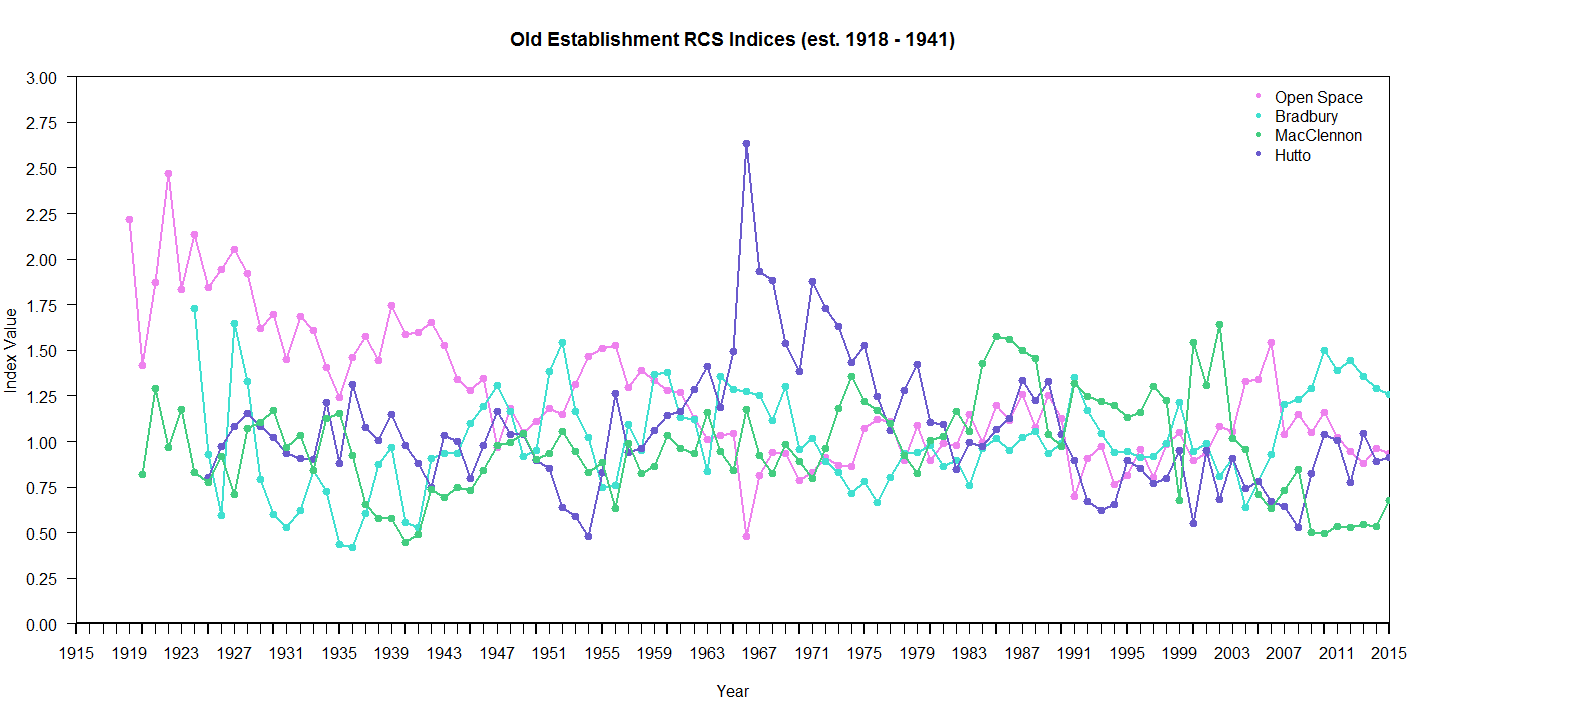 Old Establishment RCS Indices (est. 1918 - 1941)
3.00
2.75
2.50
2.25
2.00
1.75
1.50
1.25
1.00
0.75
0.50
0.25
0.00
Index Value
Open Space
Bradbury
MacClennon
Hutto
1915 1919 1923 1927 1931 1935 1939 1943 1947 1951 1955 1959 1963 1967 1971 1975 1979 1983 1987 1991 1995 1999 2003 2007 2011 2015
Year